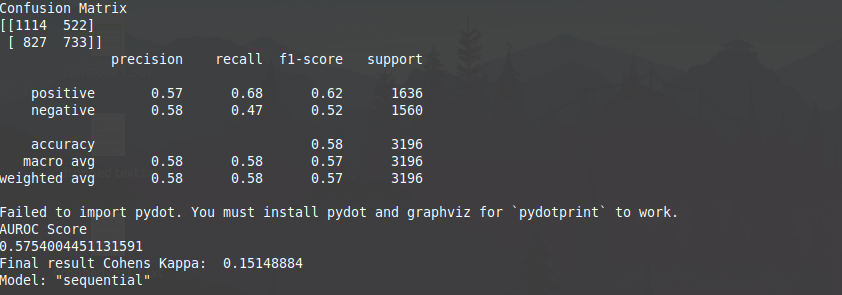 Confusion Matrix
[[1114  522]
 [ 827  733]]
              precision    recall  f1-score   support

    positive       0.57      0.68      0.62      1636
    negative       0.58      0.47      0.52      1560

    accuracy                           0.58      3196
   macro avg       0.58      0.58      0.57      3196
weighted avg       0.58      0.58      0.57      3196

Failed to import pydot. You must install pydot and graphviz for `pydotprint` to work.
AUROC Score
0.5754004451131591
Final result Cohens Kappa:  0.15148884
Model: "sequential"